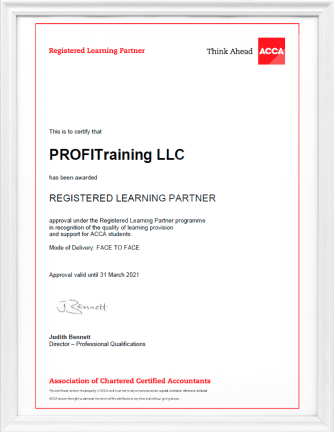 Registered Learning Partner
Think Ahead ACCA
This is to certify that
PROFITraining LLC
has been awarded
REGISTERED LEARNING PARTNER
approval under the Registered Learning Partner programme
in recognition of the quality of learning provision
and support for ACCA students.
Mode of Delivery: FACE TO FACE
Approval valid until 31 March 2021
J Bennett
Judith Bennett
Director – Professional Qualifications
Association of Chartered Certified Accountants